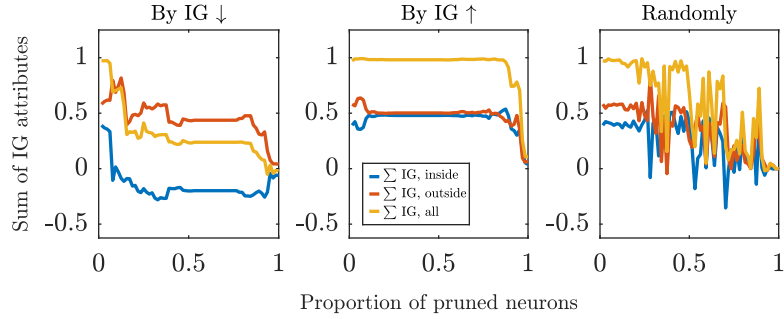 By IG ↓ By IG ↑ Randomly
Sum of IG attributes
1
0.5
0
-0.5
0 0.5 1
1
0.5
0
-0.5
0 0.5 1
∑ IG, inside
∑ IG, outside
∑ IG, all
1
0.5
0
-0.5
0 0.5 1
Proportion of pruned neurons